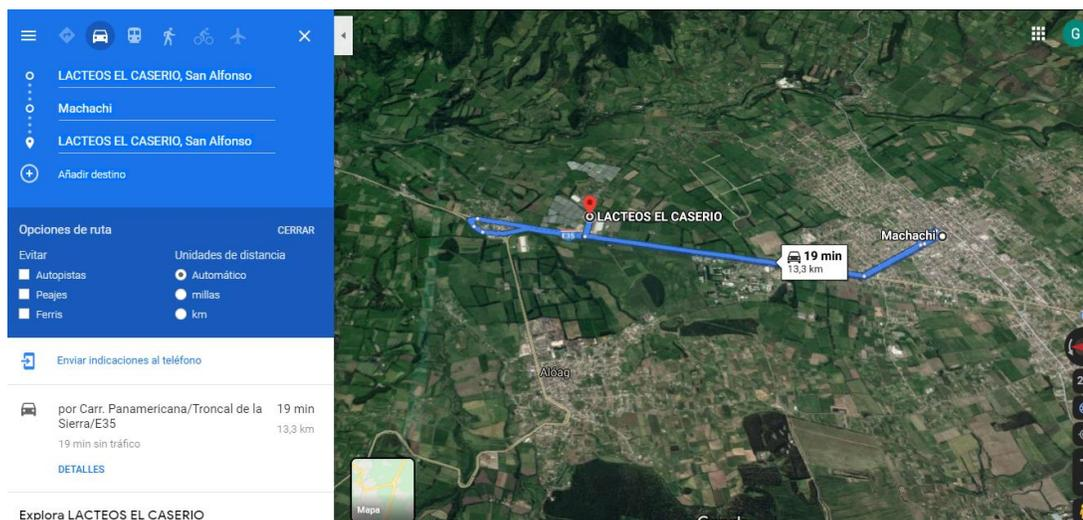 LACTEOS EL CASERIO, San Alfonso
Machachi
LACTEOS EL CASERIO, San Alfonso
Añadir destino
Opciones de ruta
CERRAR
Evitar
Unidades de distancia
Autopistas
Automático
Peajes
millas
Ferris
km
Enviar indicaciones al teléfono
por Carr. Panamericana/Troncal de la
Sierra/E35
19 min
13,3 km
19 min sin tráfico
DETALLES
Explora LACTEOS EL CASERIO
G
LACTEOS EL CASERIO
E35
Machachi
19 min
13,3 km
Alóag
Mapa